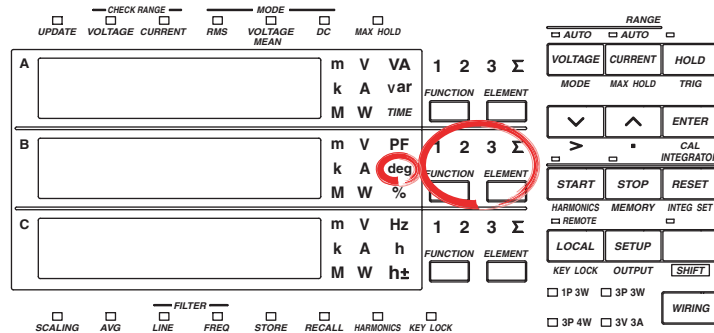 CHECK RANGE MODE
UPDATE VOLTAGE CURRENT RMS VOLTAGE MEAN DC MAX HOLD
RANGE
AUTO AUTO
VOLTAGE CURRENT HOLD
MODE MAX HOLD TRIG
A m V VA 1 2 3 Σ
k A var FUNCTION ELEMENT
M W TIME
ENTER
> . CAL
INTEGRATOR
B m V PF 1 2 3 Σ
k A deg FUNCTION ELEMENT
M W %
START STOP RESET
HARMONICS MEMORY INTEG SET
REMOTE
C m V Hz 1 2 3 Σ
k A h FUNCTION ELEMENT
M W h±
LOCAL SETUP
KEY LOCK OUTPUT SHIFT
1P 3W 3P 3W
WIRING
3P 4W 3V 3A
FILTER
SCALING AVG LINE FREQ STORE RECALL HARMONICS KEY LOCK